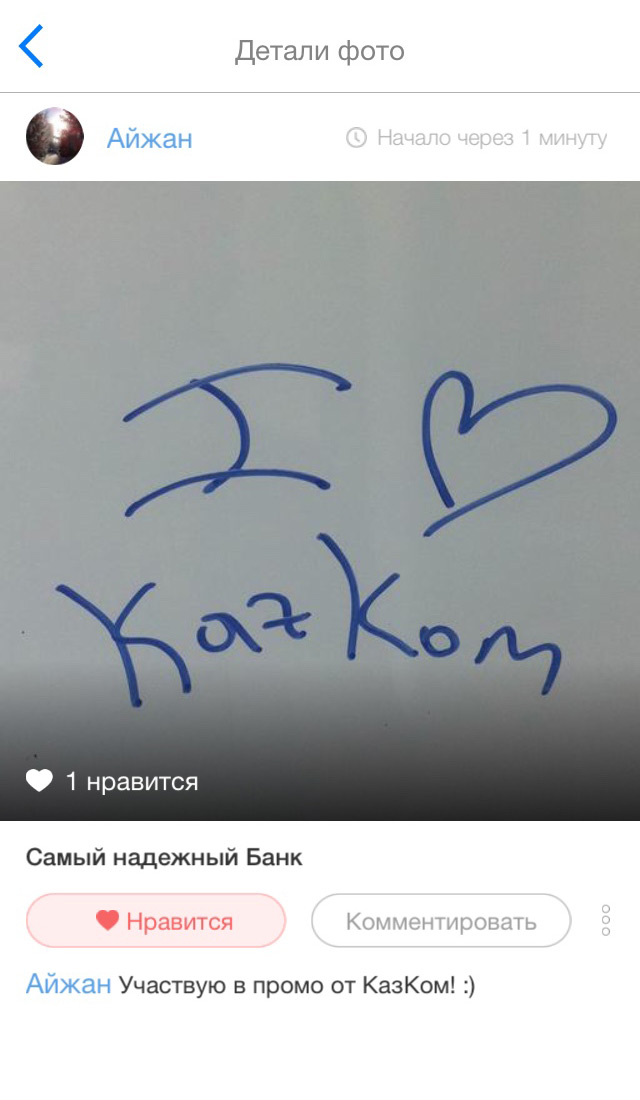 Детали фото
Айжан Начало через 1 минуту
I ♡
KazKom
1 нравится
Самый надежный Банк
Нравится Комментировать
Айжан Участвую в промо от КазКом! :)